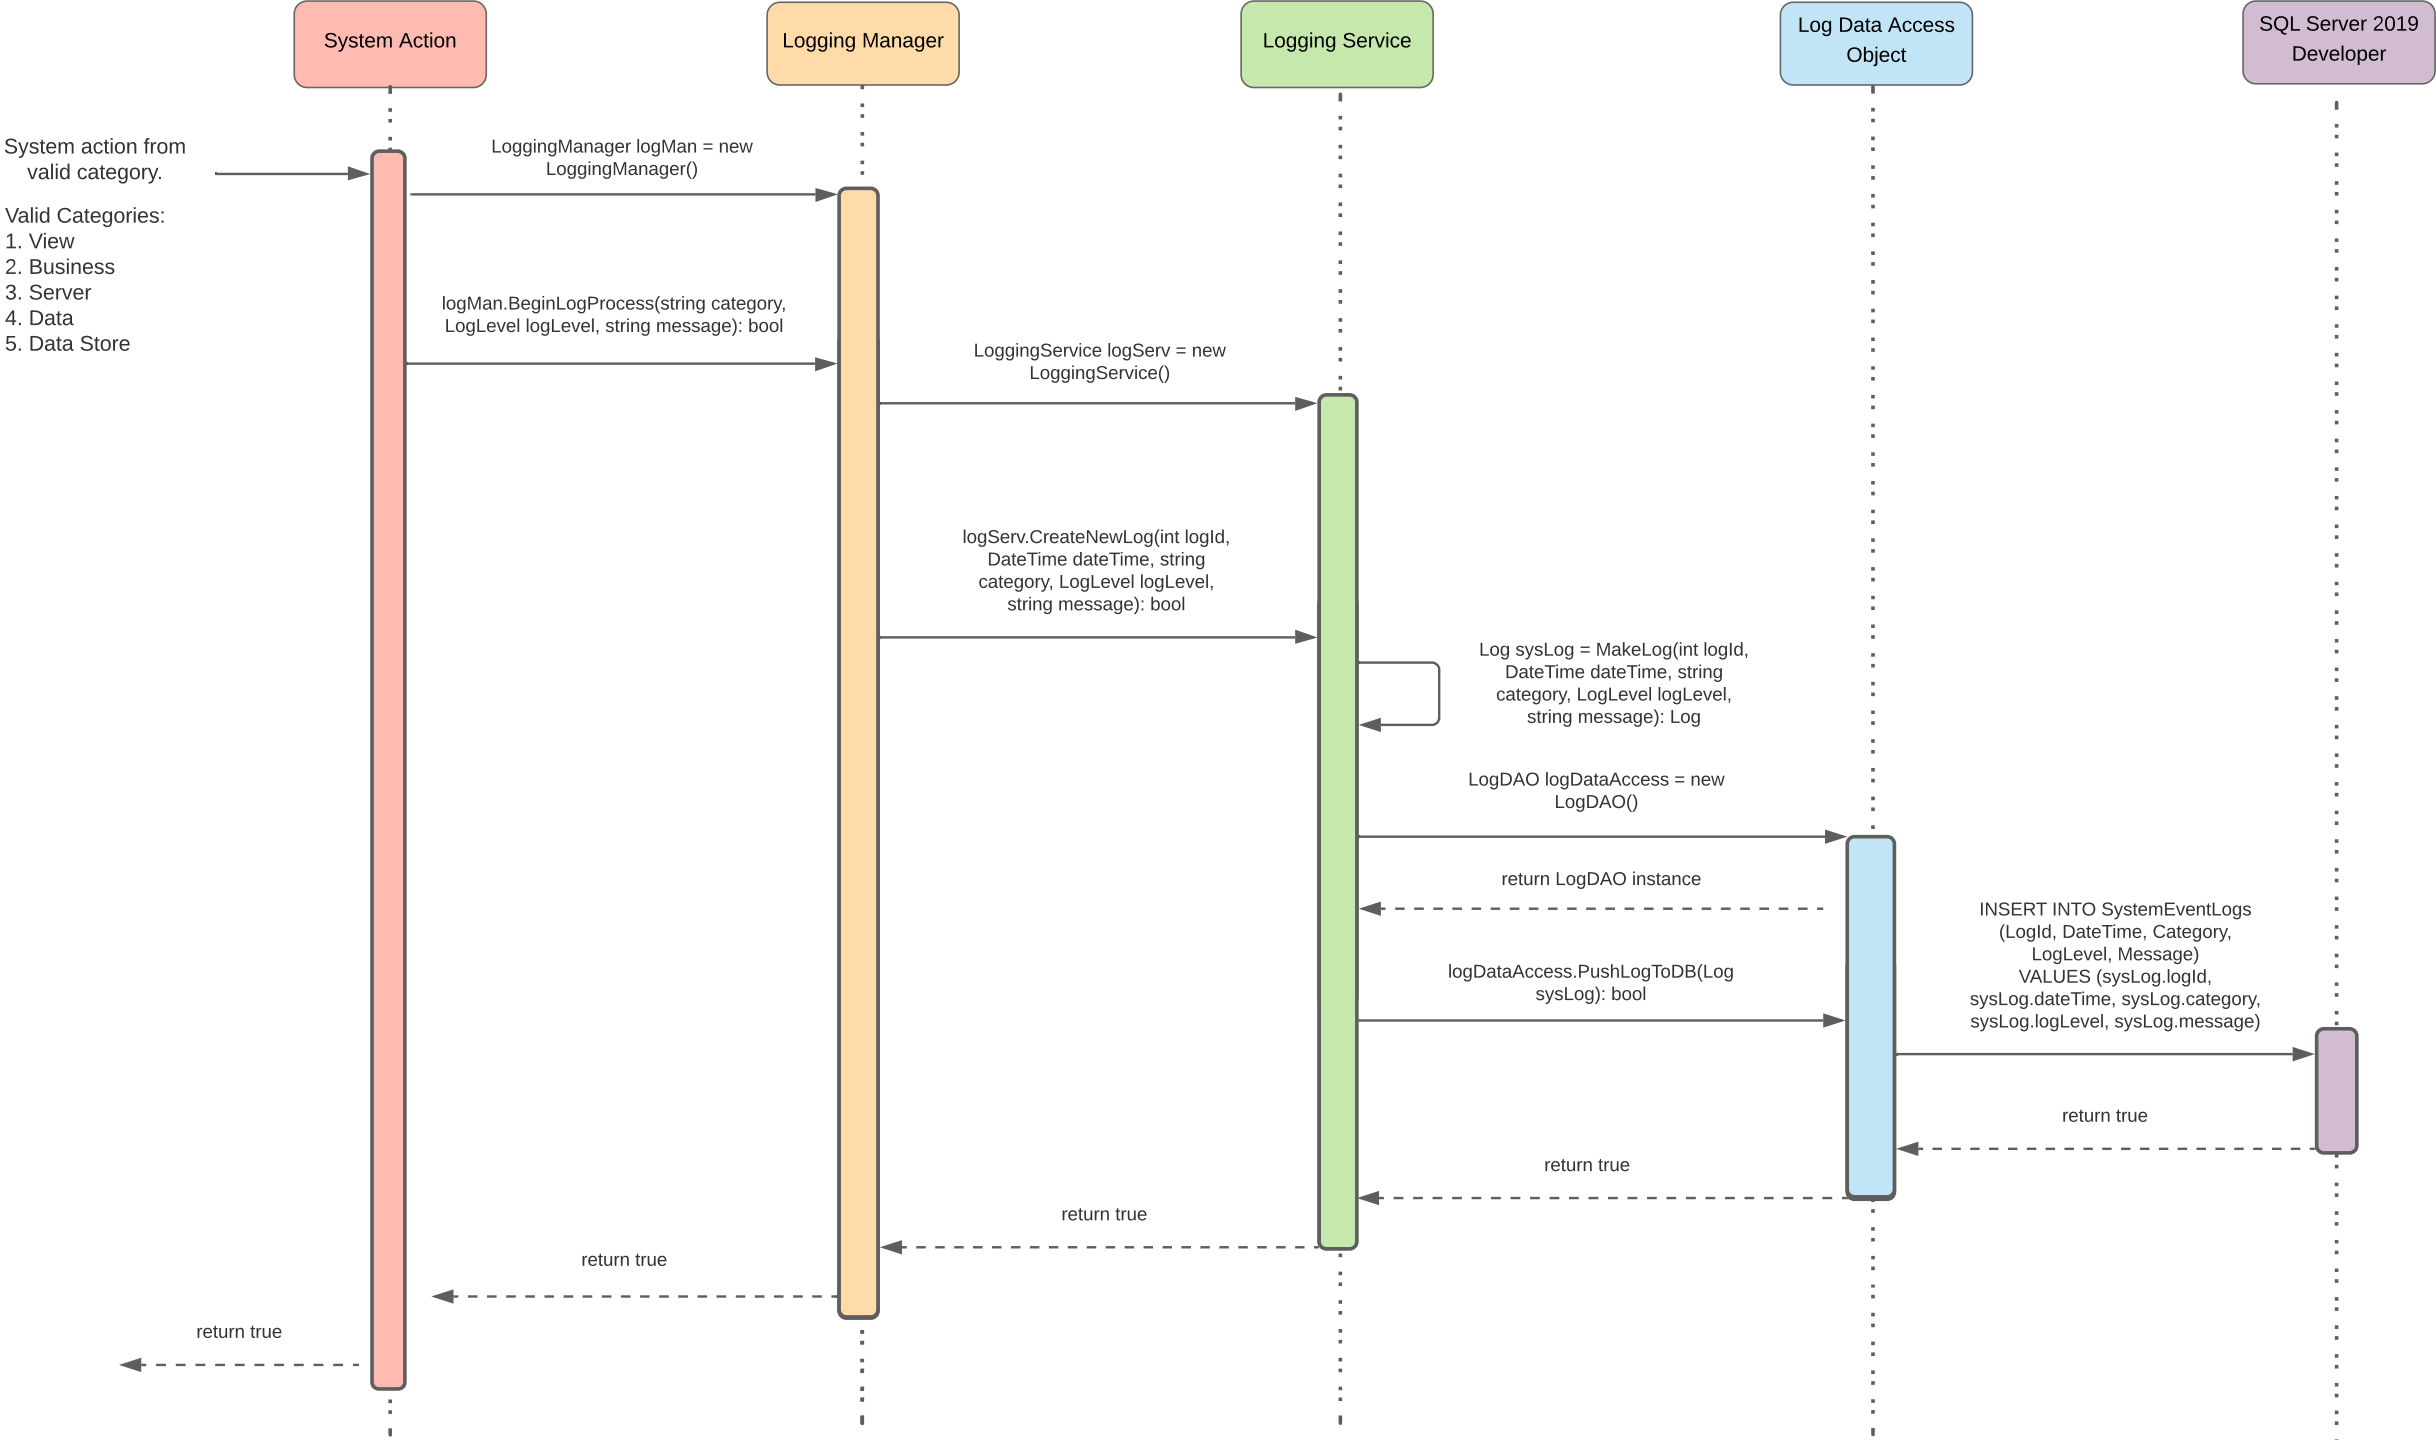 System Action
Logging Manager
Logging Service
Log Data Access
Object
SQL Server 2019
Developer
System action from
valid category.
Valid Categories:
1. View
2. Business
3. Server
4. Data
5. Data Store
LoggingManager logMan = new
LoggingManager()
logMan.BeginLogProcess(string category,
LogLevel logLevel, string message): bool
LoggingService logServ = new
LoggingService()
logServ.CreateNewLog(int logId,
DateTime dateTime, string
category, LogLevel logLevel,
string message): bool
Log sysLog = MakeLog(int logId,
DateTime dateTime, string
category, LogLevel logLevel,
string message): Log
LogDAO logDataAccess = new
LogDAO()
return LogDAO instance
logDataAccess.PushLogToDB(Log
sysLog): bool
INSERT INTO SystemEventLogs
(LogId, DateTime, Category,
LogLevel, Message)
VALUES (sysLog.logId,
sysLog.dateTime, sysLog.category,
sysLog.logLevel, sysLog.message)
return true
return true
return true
return true
return true